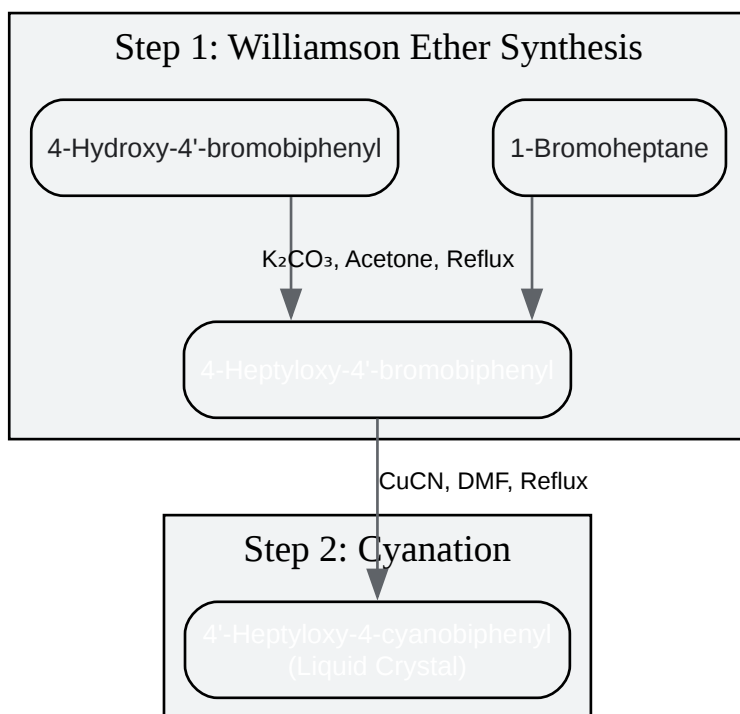 Step 1: Williamson Ether Synthesis
4-Hydroxy-4'-bromobiphenyl
1-Bromoheptane
K₂CO₃, Acetone, Reflux
4-Heptyloxy-4'-bromobiphenyl
CuCN, DMF, Reflux
Step 2: Cyanation
4'-Heptyloxy-4-cyanobiphenyl
(Liquid Crystal)